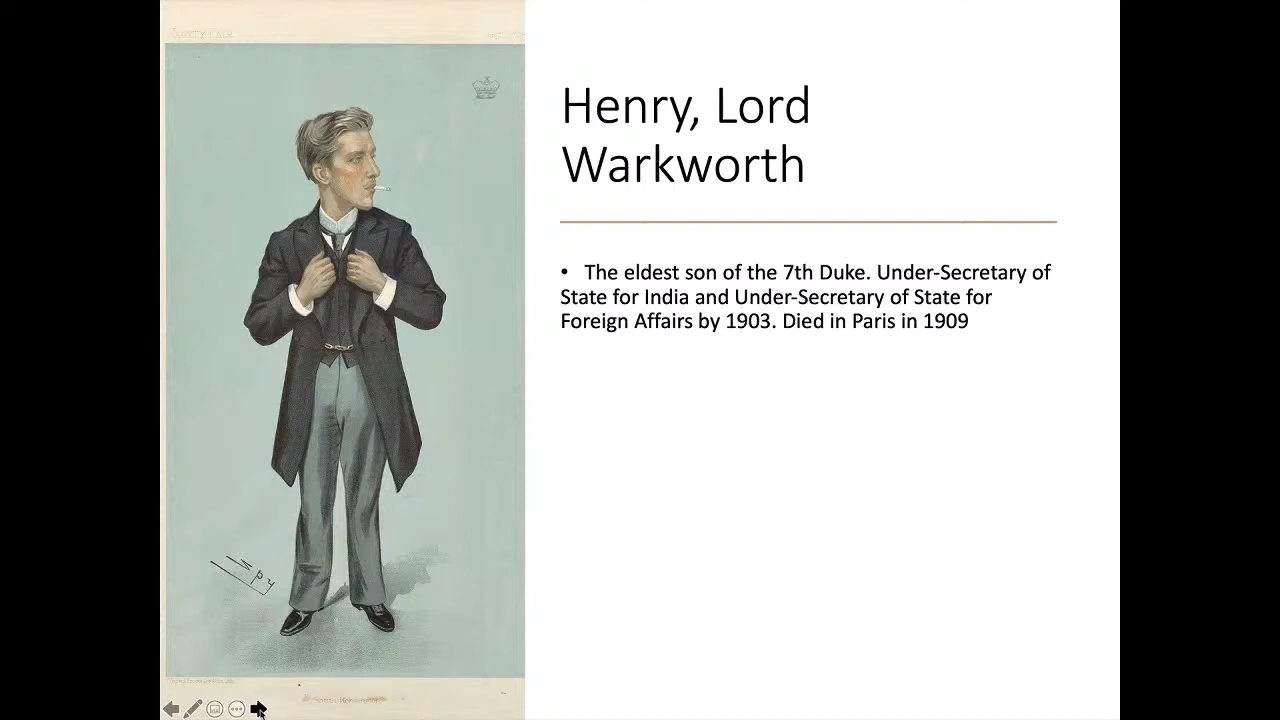 Henry, Lord
Warkworth
• The eldest son of the 7th Duke. Under-Secretary of
State for India and Under-Secretary of State for
Foreign Affairs by 1903. Died in Paris in 1909
Spy